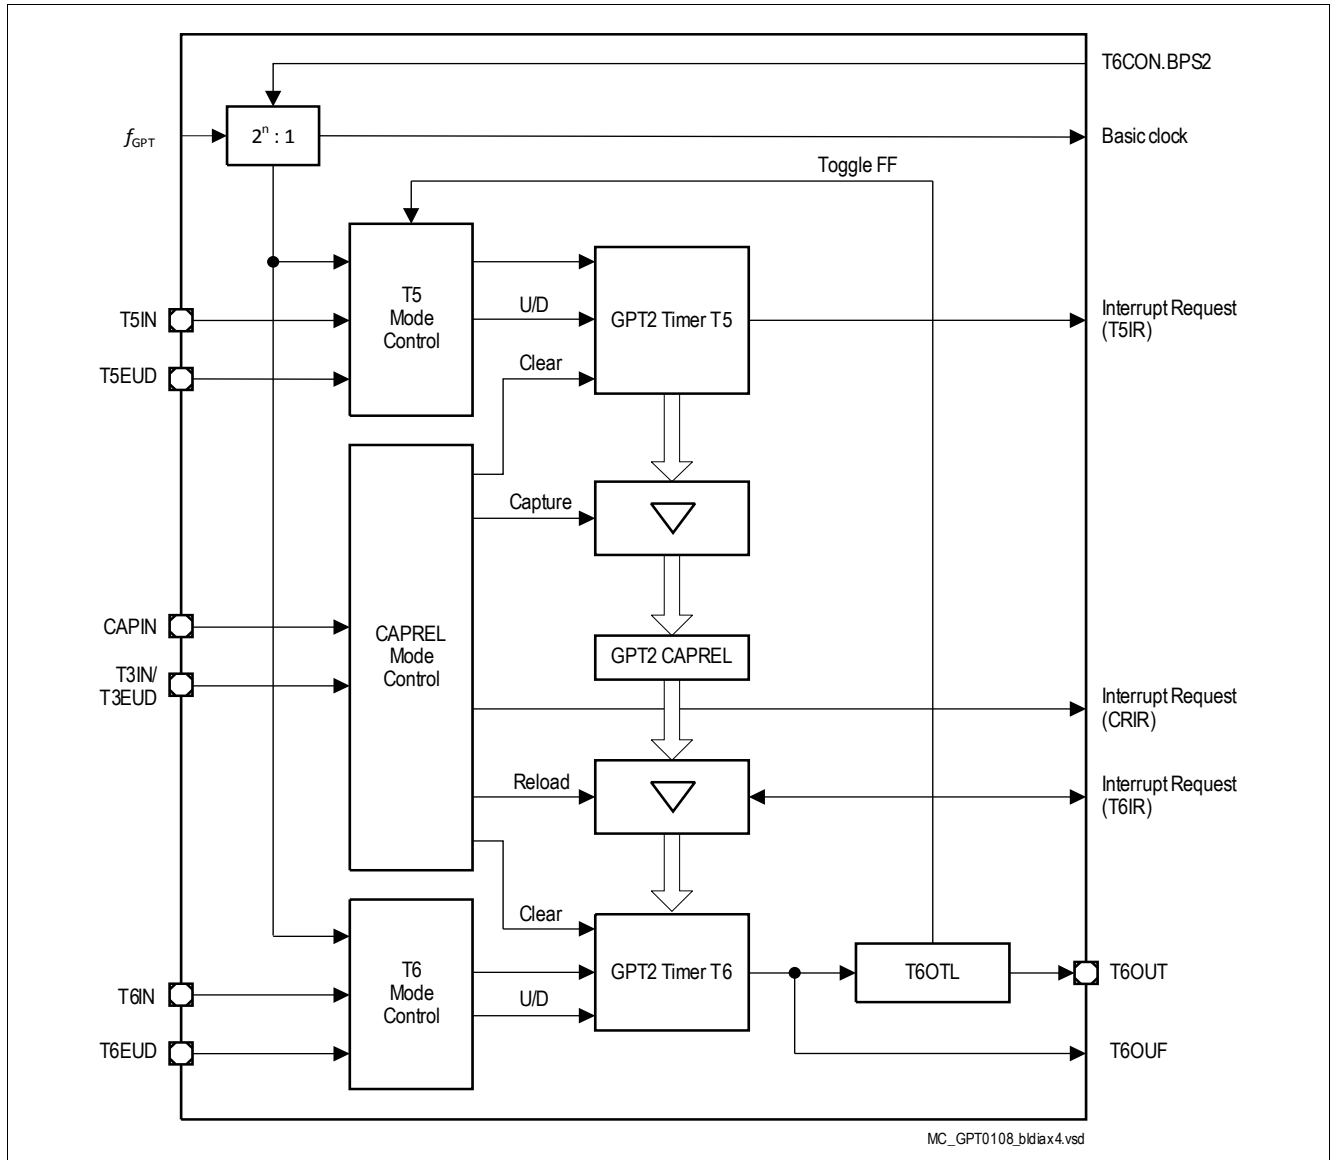 T6CON.BPS2
fGPT
2ⁿ : 1
Basic clock
Toggle FF
T5
Mode
Control
U/D
GPT2 Timer T5
Interrupt Request
(T5IR)
T5IN
T5EUD
Clear
Capture
CAPIN
T3IN/
T3EUD
CAPREL
Mode
Control
GPT2 CAPREL
Interrupt Request
(CRIR)
Reload
Interrupt Request
(T6IR)
Clear
T6
Mode
Control
GPT2 Timer T6
T6OTL
T6OUT
T6IN
U/D
T6EUD
T6OUF
MC_GPT0108_bldiax4.vsd